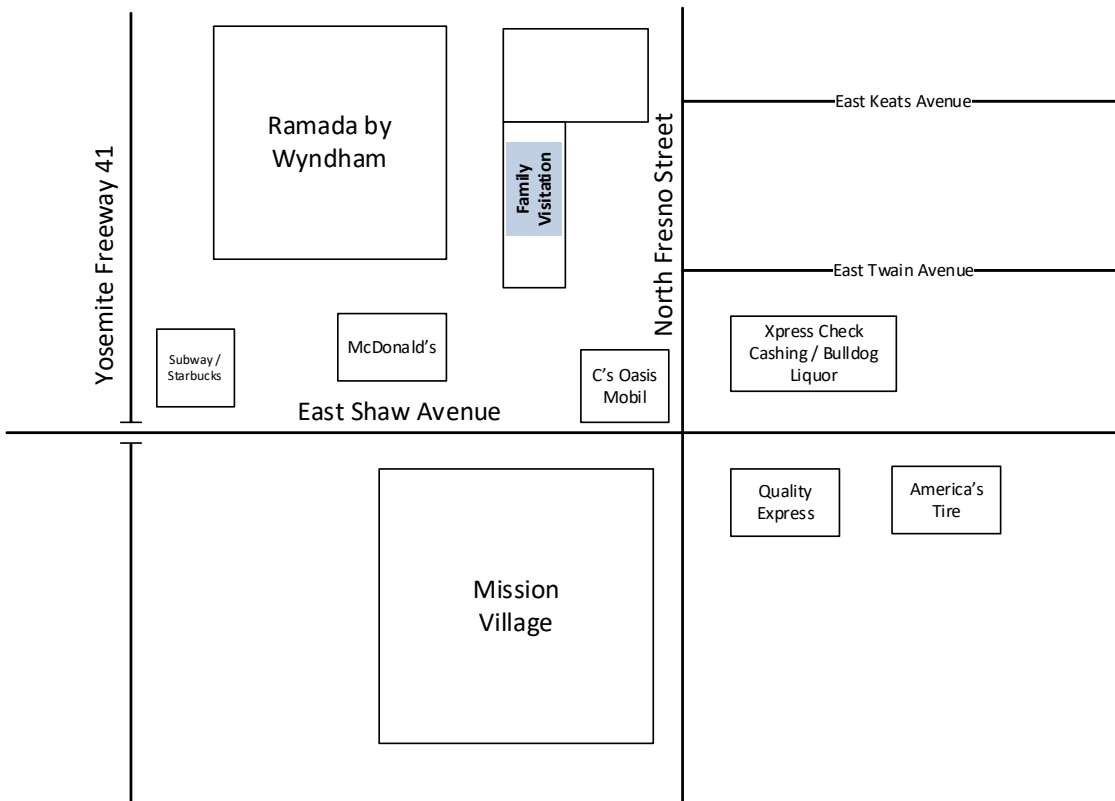 East Keats Avenue
Ramada by
Wyndham
Family
Visitation
North Fresno Street
Yosemite Freeway 41
East Twain Avenue
Xpress Check
Cashing / Bulldog
Liquor
McDonald's
Subway /
Starbucks
C's Oasis
Mobil
East Shaw Avenue
Quality
Express
America's
Tire
Mission
Village